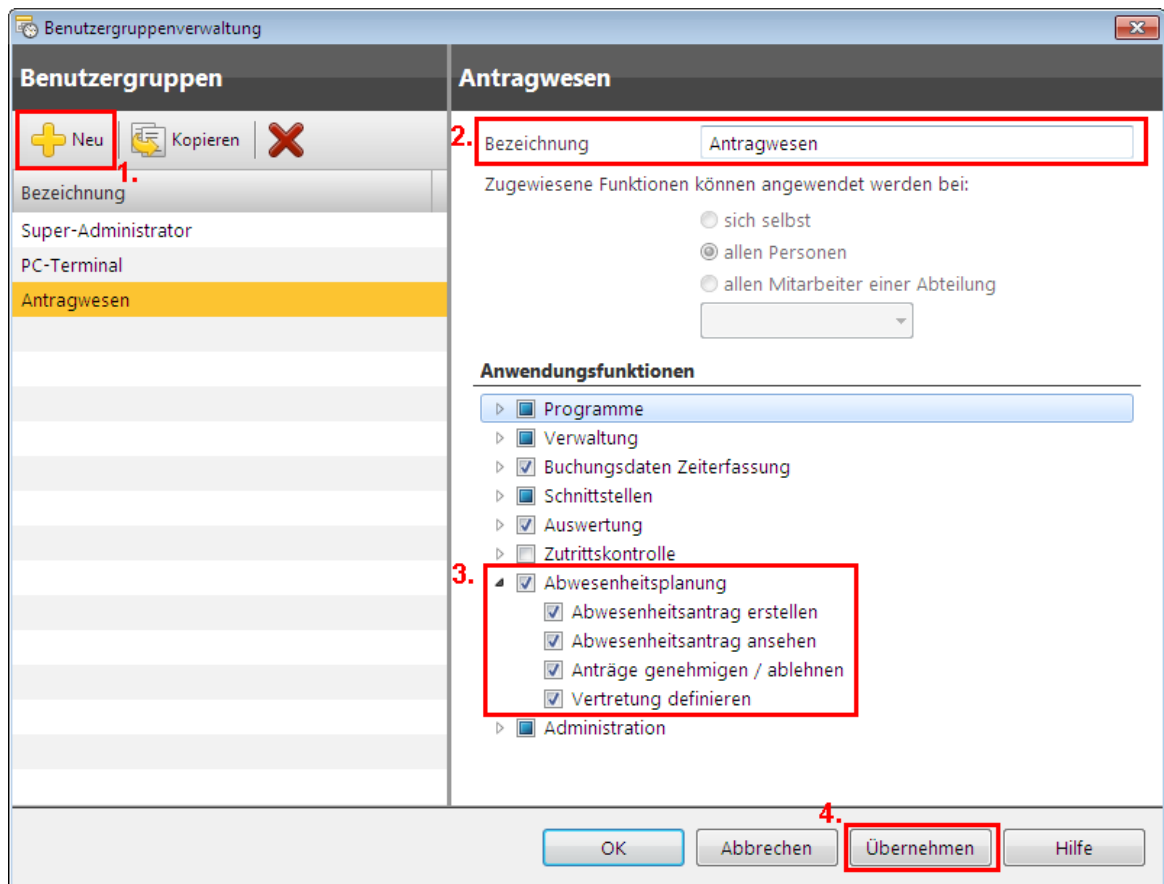 Benutzergruppenverwaltung
Benutzergruppen
Neu Kopieren
1.
Bezeichnung
Super-Administrator
PC-Terminal
Antragwesen
Antragwesen
2. Bezeichnung Antragwesen
Zugewiesene Funktionen können angewendet werden bei:
sich selbst
allen Personen
allen Mitarbeiter einer Abteilung
Anwendungsfunktionen
Programme
Verwaltung
Buchungsdaten Zeiterfassung
Schnittstellen
Auswertung
Zutrittskontrolle
3. Abwesenheitsplanung
Abwesenheitsantrag erstellen
Abwesenheitsantrag ansehen
Anträge genehmigen / ablehnen
Vertretung definieren
Administration
4.
OK Abbrechen Übernehmen Hilfe